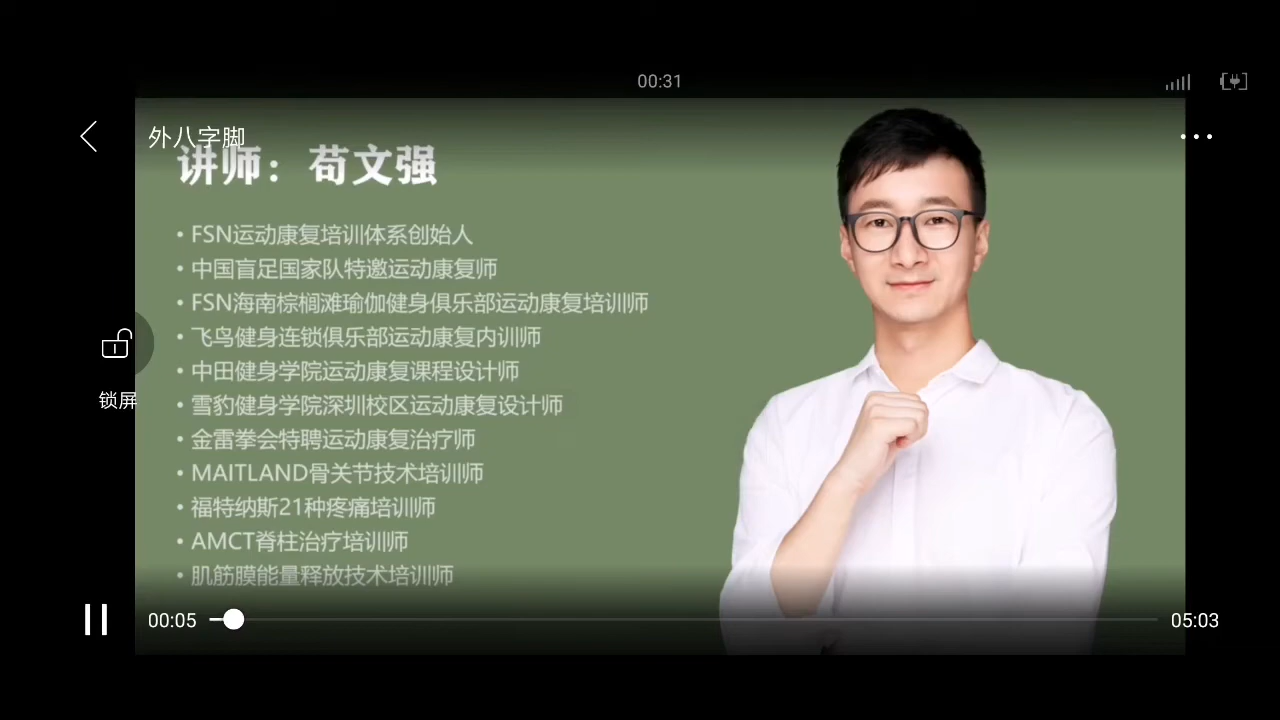 00:31
外八字脚
讲师：苟文强
• FSN运动康复培训体系创始人
• 中国盲足国家队特邀运动康复师
• FSN海南棕榈滩瑜伽健身俱乐部运动康复培训师
• 飞鸟健身连锁俱乐部运动康复内训师
• 中田健身学院运动康复课程设计师
• 雪豹健身学院深圳校区运动康复设计师
• 金雷拳会特聘运动康复治疗师
• MAITLAND骨关节技术培训师
• 福特纳斯21种疼痛培训师
• AMCT脊柱治疗培训师
• 肌筋膜能量释放技术培训师
锁屏
00:05
05:03